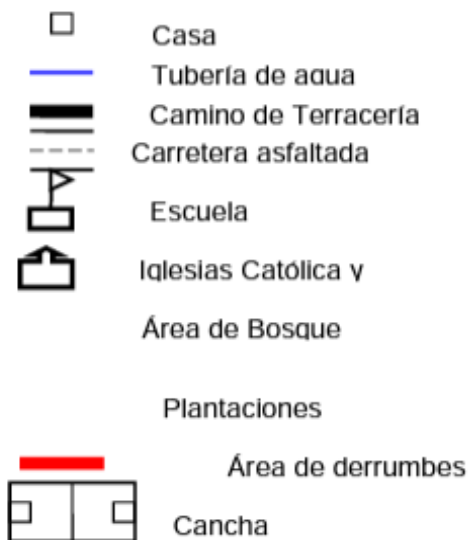 Casa
Tubería de agua
Camino de Terracería
Carretera asfaltada
Escuela
Iglesias Católica y
Área de Bosque
Plantaciones
Área de derrumbes
Cancha